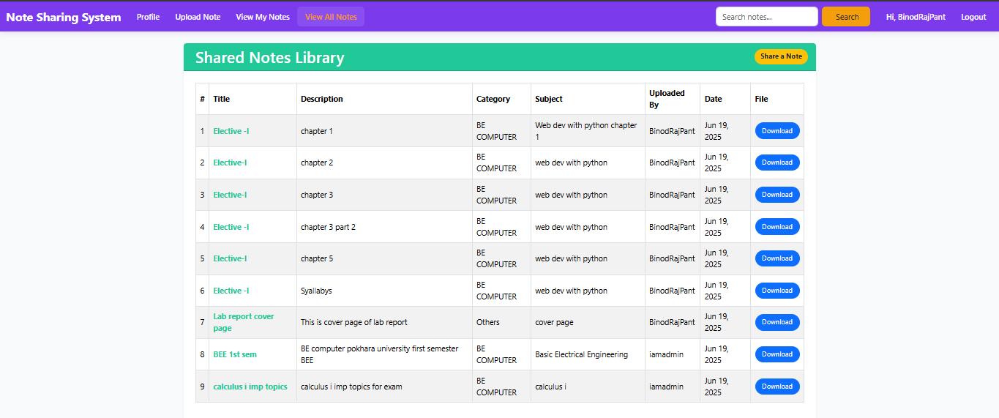 Note Sharing System Profile Upload Note View My Notes View All Notes Search notes... Search Hi, BinodRajPant Logout
Shared Notes Library Share a Note
# Title Description Category Subject Uploaded By Date File
1 Elective -I chapter 1 BE COMPUTER Web dev with python chapter 1 BinodRajPant Jun 19, 2025 Download
2 Elective-I chapter 2 BE COMPUTER web dev with python BinodRajPant Jun 19, 2025 Download
3 Elective-I chapter 3 BE COMPUTER web dev with python BinodRajPant Jun 19, 2025 Download
4 Elective -I chapter 3 part 2 BE COMPUTER web dev with python BinodRajPant Jun 19, 2025 Download
5 Elective-I chapter 5 BE COMPUTER web dev with python BinodRajPant Jun 19, 2025 Download
6 Elective -I Syallabys BE COMPUTER web dev with python BinodRajPant Jun 19, 2025 Download
7 Lab report cover page This is cover page of lab report Others cover page BinodRajPant Jun 19, 2025 Download
8 BEE 1st sem BE computer pokhara university first semester BEE BE COMPUTER Basic Electrical Engineering iamadmin Jun 19, 2025 Download
9 calculus i imp topics calculus i imp topics for exam BE COMPUTER calculus i iamadmin Jun 19, 2025 Download